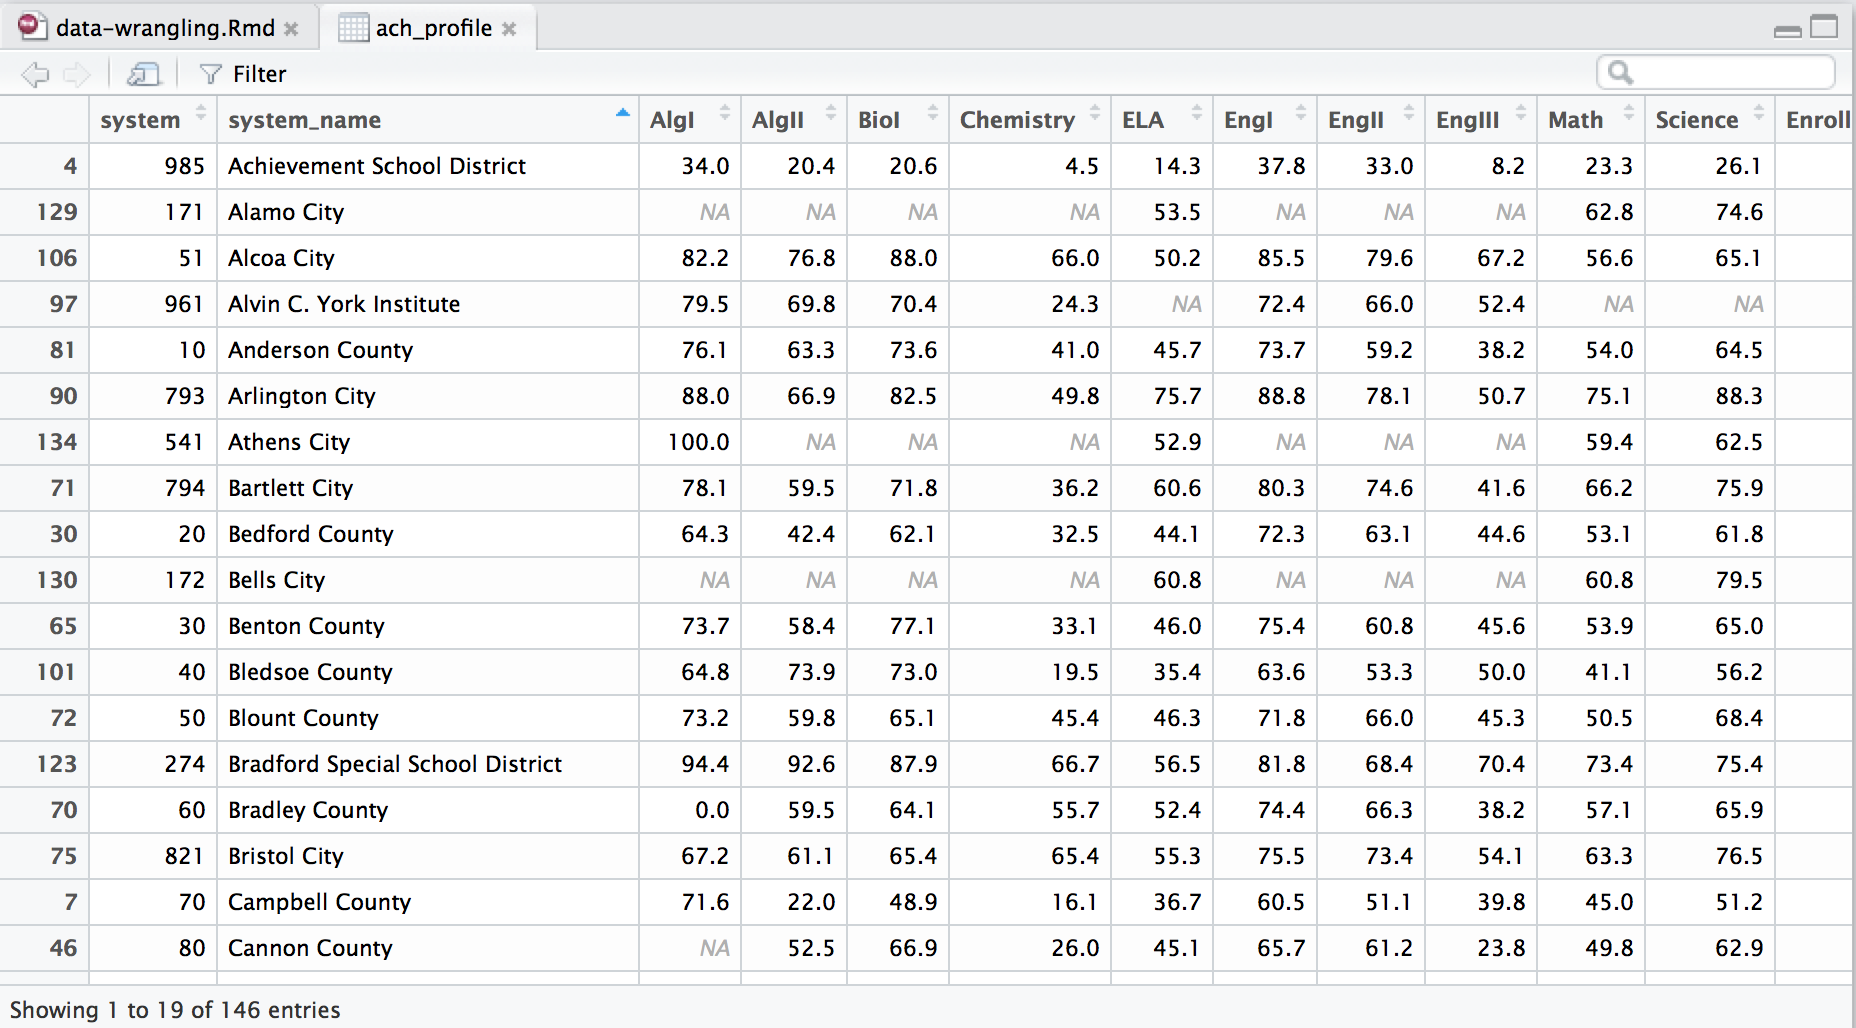 data-wrangling.Rmd ach_profile
Filter
system system_name AlgI AlgII BioI Chemistry ELA EngI EngII EngIII Math Science Enroll
4 985 Achievement School District 34.0 20.4 20.6 4.5 14.3 37.8 33.0 8.2 23.3 26.1
129 171 Alamo City NA NA NA NA 53.5 NA NA NA 62.8 74.6
106 51 Alcoa City 82.2 76.8 88.0 66.0 50.2 85.5 79.6 67.2 56.6 65.1
97 961 Alvin C. York Institute 79.5 69.8 70.4 24.3 NA 72.4 66.0 52.4 NA NA
81 10 Anderson County 76.1 63.3 73.6 41.0 45.7 73.7 59.2 38.2 54.0 64.5
90 793 Arlington City 88.0 66.9 82.5 49.8 75.7 88.8 78.1 50.7 75.1 88.3
134 541 Athens City 100.0 NA NA NA 52.9 NA NA NA 59.4 62.5
71 794 Bartlett City 78.1 59.5 71.8 36.2 60.6 80.3 74.6 41.6 66.2 75.9
30 20 Bedford County 64.3 42.4 62.1 32.5 44.1 72.3 63.1 44.6 53.1 61.8
130 172 Bells City NA NA NA NA 60.8 NA NA NA 60.8 79.5
65 30 Benton County 73.7 58.4 77.1 33.1 46.0 75.4 60.8 45.6 53.9 65.0
101 40 Bledsoe County 64.8 73.9 73.0 19.5 35.4 63.6 53.3 50.0 41.1 56.2
72 50 Blount County 73.2 59.8 65.1 45.4 46.3 71.8 66.0 45.3 50.5 68.4
123 274 Bradford Special School District 94.4 92.6 87.9 66.7 56.5 81.8 68.4 70.4 73.4 75.4
70 60 Bradley County 0.0 59.5 64.1 55.7 52.4 74.4 66.3 38.2 57.1 65.9
75 821 Bristol City 67.2 61.1 65.4 65.4 55.3 75.5 73.4 54.1 63.3 76.5
7 70 Campbell County 71.6 22.0 48.9 16.1 36.7 60.5 51.1 39.8 45.0 51.2
46 80 Cannon County NA 52.5 66.9 26.0 45.1 65.7 61.2 23.8 49.8 62.9
Showing 1 to 19 of 146 entries